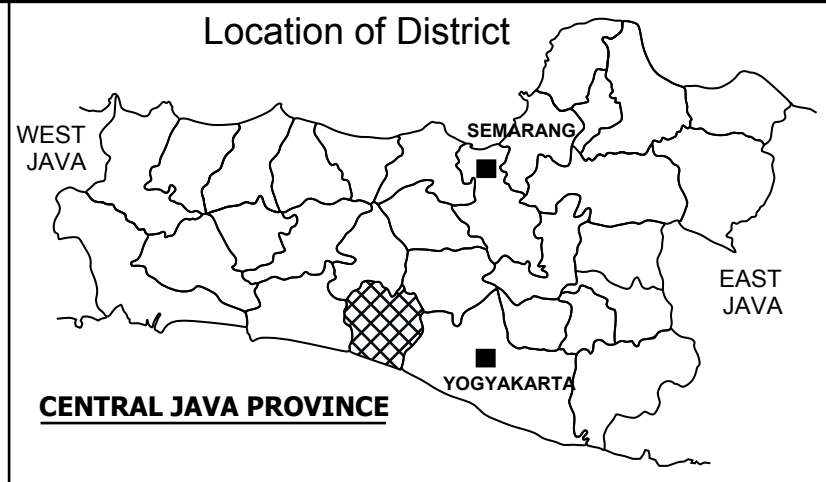 Location of District
SEMARANG
WEST
JAVA
EAST
JAVA
YOGYAKARTA
CENTRAL JAVA PROVINCE